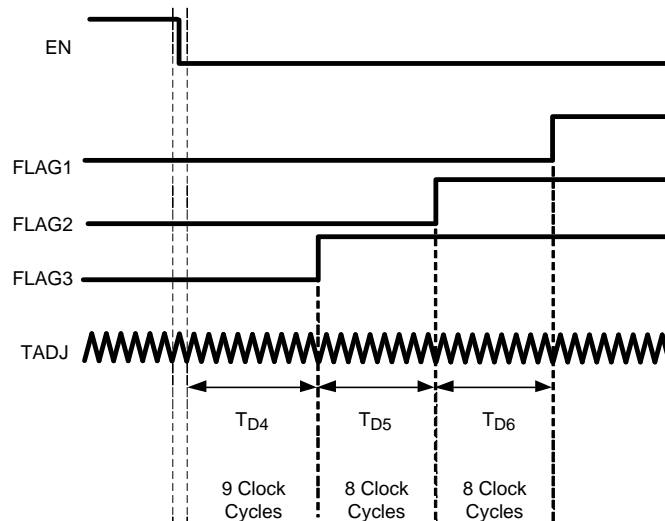 EN
FLAG1
FLAG2
FLAG3
TADJ
TD4 TD5 TD6
9 Clock 8 Clock 8 Clock
Cycles Cycles Cycles